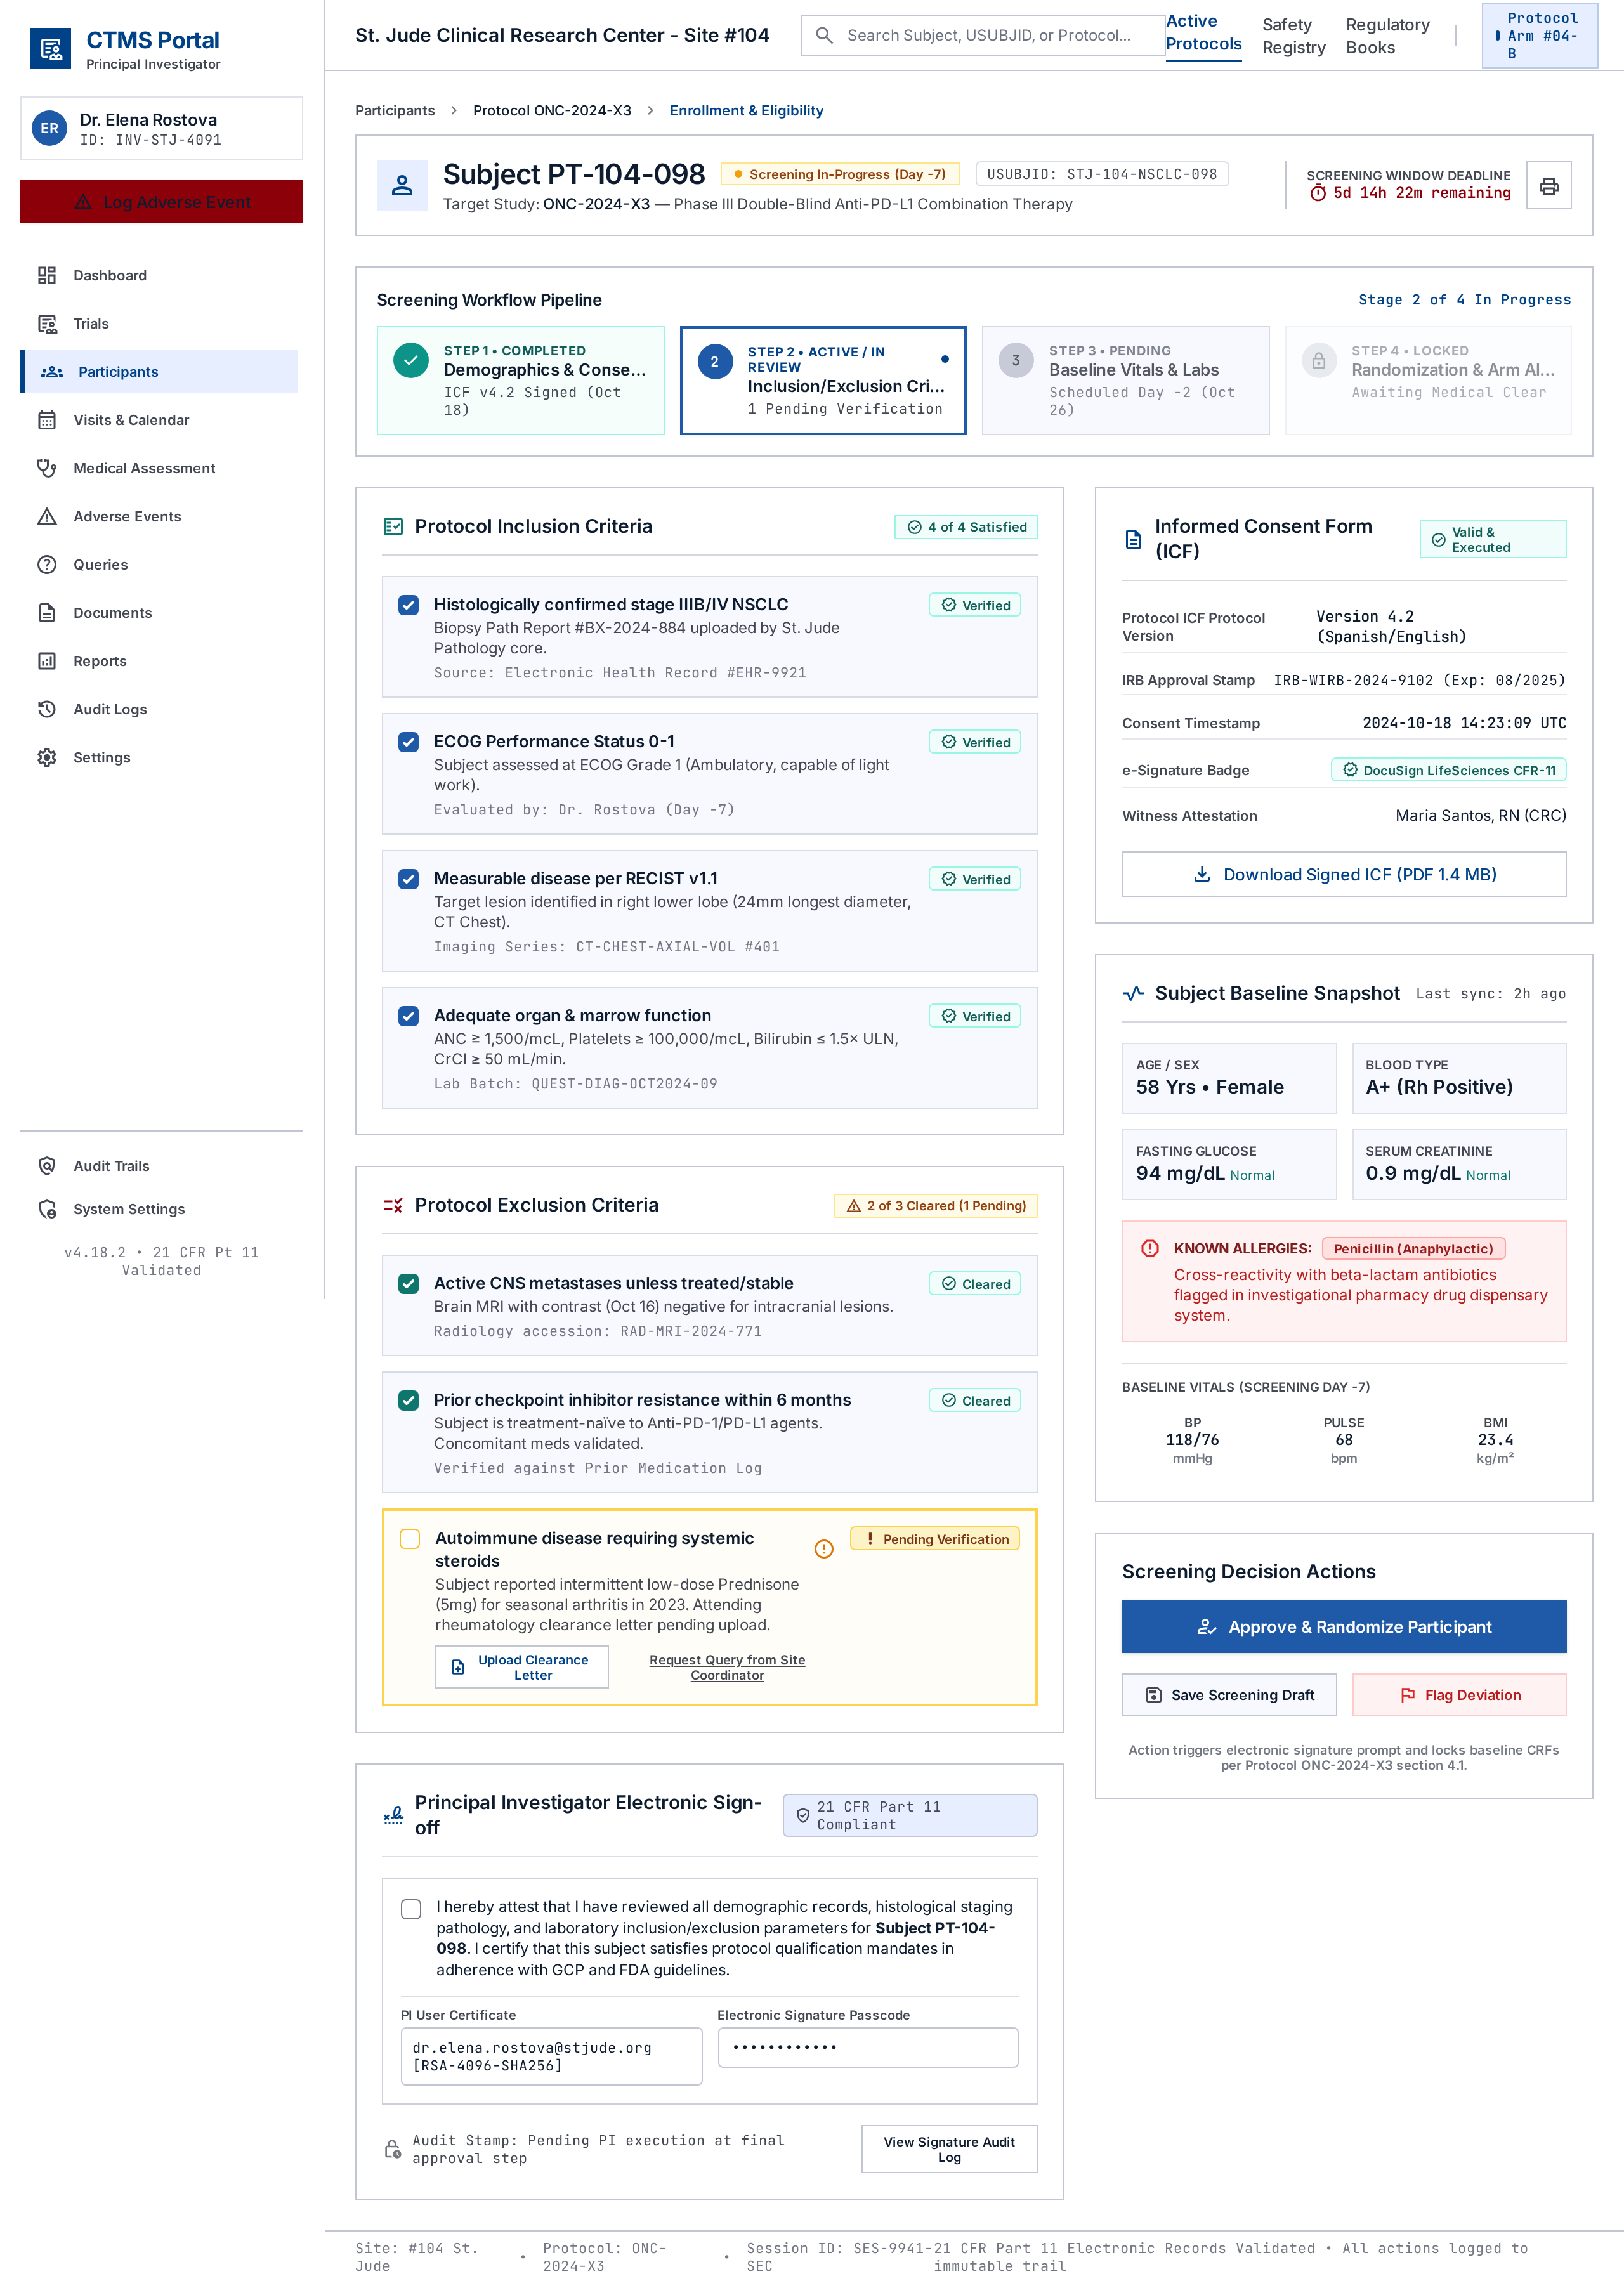 CTMS Portal
Principal Investigator
ER
Dr. Elena Rostova
ID: INV-STJ-4091
Log Adverse Event
Dashboard
Trials
Participants
Visits & Calendar
Medical Assessment
Adverse Events
Queries
Documents
Reports
Audit Logs
Settings
Audit Trails
System Settings
v4.18.2 • 21 CFR Pt 11
Validated
St. Jude Clinical Research Center - Site #104
Search Subject, USUBJID, or Protocol...
Active
Protocols
Safety
Registry
Regulatory
Books
Protocol
Arm #04-
B
Participants
Protocol ONC-2024-X3
Enrollment & Eligibility
Subject PT-104-098
Screening In-Progress (Day -7)
USUBJID: STJ-104-NSCLC-098
Target Study: ONC-2024-X3 — Phase III Double-Blind Anti-PD-L1 Combination Therapy
SCREENING WINDOW DEADLINE
5d 14h 22m remaining
Screening Workflow Pipeline
Stage 2 of 4 In Progress
STEP 1 • COMPLETED
Demographics & Conse...
ICF v4.2 Signed (Oct
18)
2
STEP 2 • ACTIVE / IN
REVIEW
Inclusion/Exclusion Cri...
1 Pending Verification
3
STEP 3 • PENDING
Baseline Vitals & Labs
Scheduled Day -2 (Oct
26)
STEP 4 • LOCKED
Randomization & Arm Al...
Awaiting Medical Clear
Protocol Inclusion Criteria
4 of 4 Satisfied
Histologically confirmed stage IIIB/IV NSCLC
Verified
Biopsy Path Report #BX-2024-884 uploaded by St. Jude
Pathology core.
Source: Electronic Health Record #EHR-9921
ECOG Performance Status 0-1
Verified
Subject assessed at ECOG Grade 1 (Ambulatory, capable of light
work).
Evaluated by: Dr. Rostova (Day -7)
Measurable disease per RECIST v1.1
Verified
Target lesion identified in right lower lobe (24mm longest diameter,
CT Chest).
Imaging Series: CT-CHEST-AXIAL-VOL #401
Adequate organ & marrow function
Verified
ANC ≥ 1,500/mcL, Platelets ≥ 100,000/mcL, Bilirubin ≤ 1.5× ULN,
CrCl ≥ 50 mL/min.
Lab Batch: QUEST-DIAG-OCT2024-09
Protocol Exclusion Criteria
2 of 3 Cleared (1 Pending)
Active CNS metastases unless treated/stable
Cleared
Brain MRI with contrast (Oct 16) negative for intracranial lesions.
Radiology accession: RAD-MRI-2024-771
Prior checkpoint inhibitor resistance within 6 months
Cleared
Subject is treatment-naïve to Anti-PD-1/PD-L1 agents.
Concomitant meds validated.
Verified against Prior Medication Log
Autoimmune disease requiring systemic
steroids
Pending Verification
Subject reported intermittent low-dose Prednisone
(5mg) for seasonal arthritis in 2023. Attending
rheumatology clearance letter pending upload.
Upload Clearance
Letter
Request Query from Site
Coordinator
Principal Investigator Electronic Sign-
off
21 CFR Part 11
Compliant
I hereby attest that I have reviewed all demographic records, histological staging
pathology, and laboratory inclusion/exclusion parameters for Subject PT-104-
098. I certify that this subject satisfies protocol qualification mandates in
adherence with GCP and FDA guidelines.
PI User Certificate
dr.elena.rostova@stjude.org
[RSA-4096-SHA256]
Electronic Signature Passcode
••••••••••••
Audit Stamp: Pending PI execution at final
approval step
View Signature Audit
Log
Informed Consent Form
(ICF)
Valid &
Executed
Protocol ICF Protocol
Version
Version 4.2
(Spanish/English)
IRB Approval Stamp
IRB-WIRB-2024-9102 (Exp: 08/2025)
Consent Timestamp
2024-10-18 14:23:09 UTC
e-Signature Badge
DocuSign LifeSciences CFR-11
Witness Attestation
Maria Santos, RN (CRC)
Download Signed ICF (PDF 1.4 MB)
Subject Baseline Snapshot
Last sync: 2h ago
AGE / SEX
58 Yrs • Female
BLOOD TYPE
A+ (Rh Positive)
FASTING GLUCOSE
94 mg/dL Normal
SERUM CREATININE
0.9 mg/dL Normal
KNOWN ALLERGIES:
Penicillin (Anaphylactic)
Cross-reactivity with beta-lactam antibiotics
flagged in investigational pharmacy drug dispensary
system.
BASELINE VITALS (SCREENING DAY -7)
BP
118/76
mmHg
PULSE
68
bpm
BMI
23.4
kg/m²
Screening Decision Actions
Approve & Randomize Participant
Save Screening Draft
Flag Deviation
Action triggers electronic signature prompt and locks baseline CRFs
per Protocol ONC-2024-X3 section 4.1.
Site: #104 St.
Jude
•
Protocol: ONC-
2024-X3
•
Session ID: SES-9941-
SEC
21 CFR Part 11 Electronic Records Validated • All actions logged to
immutable trail